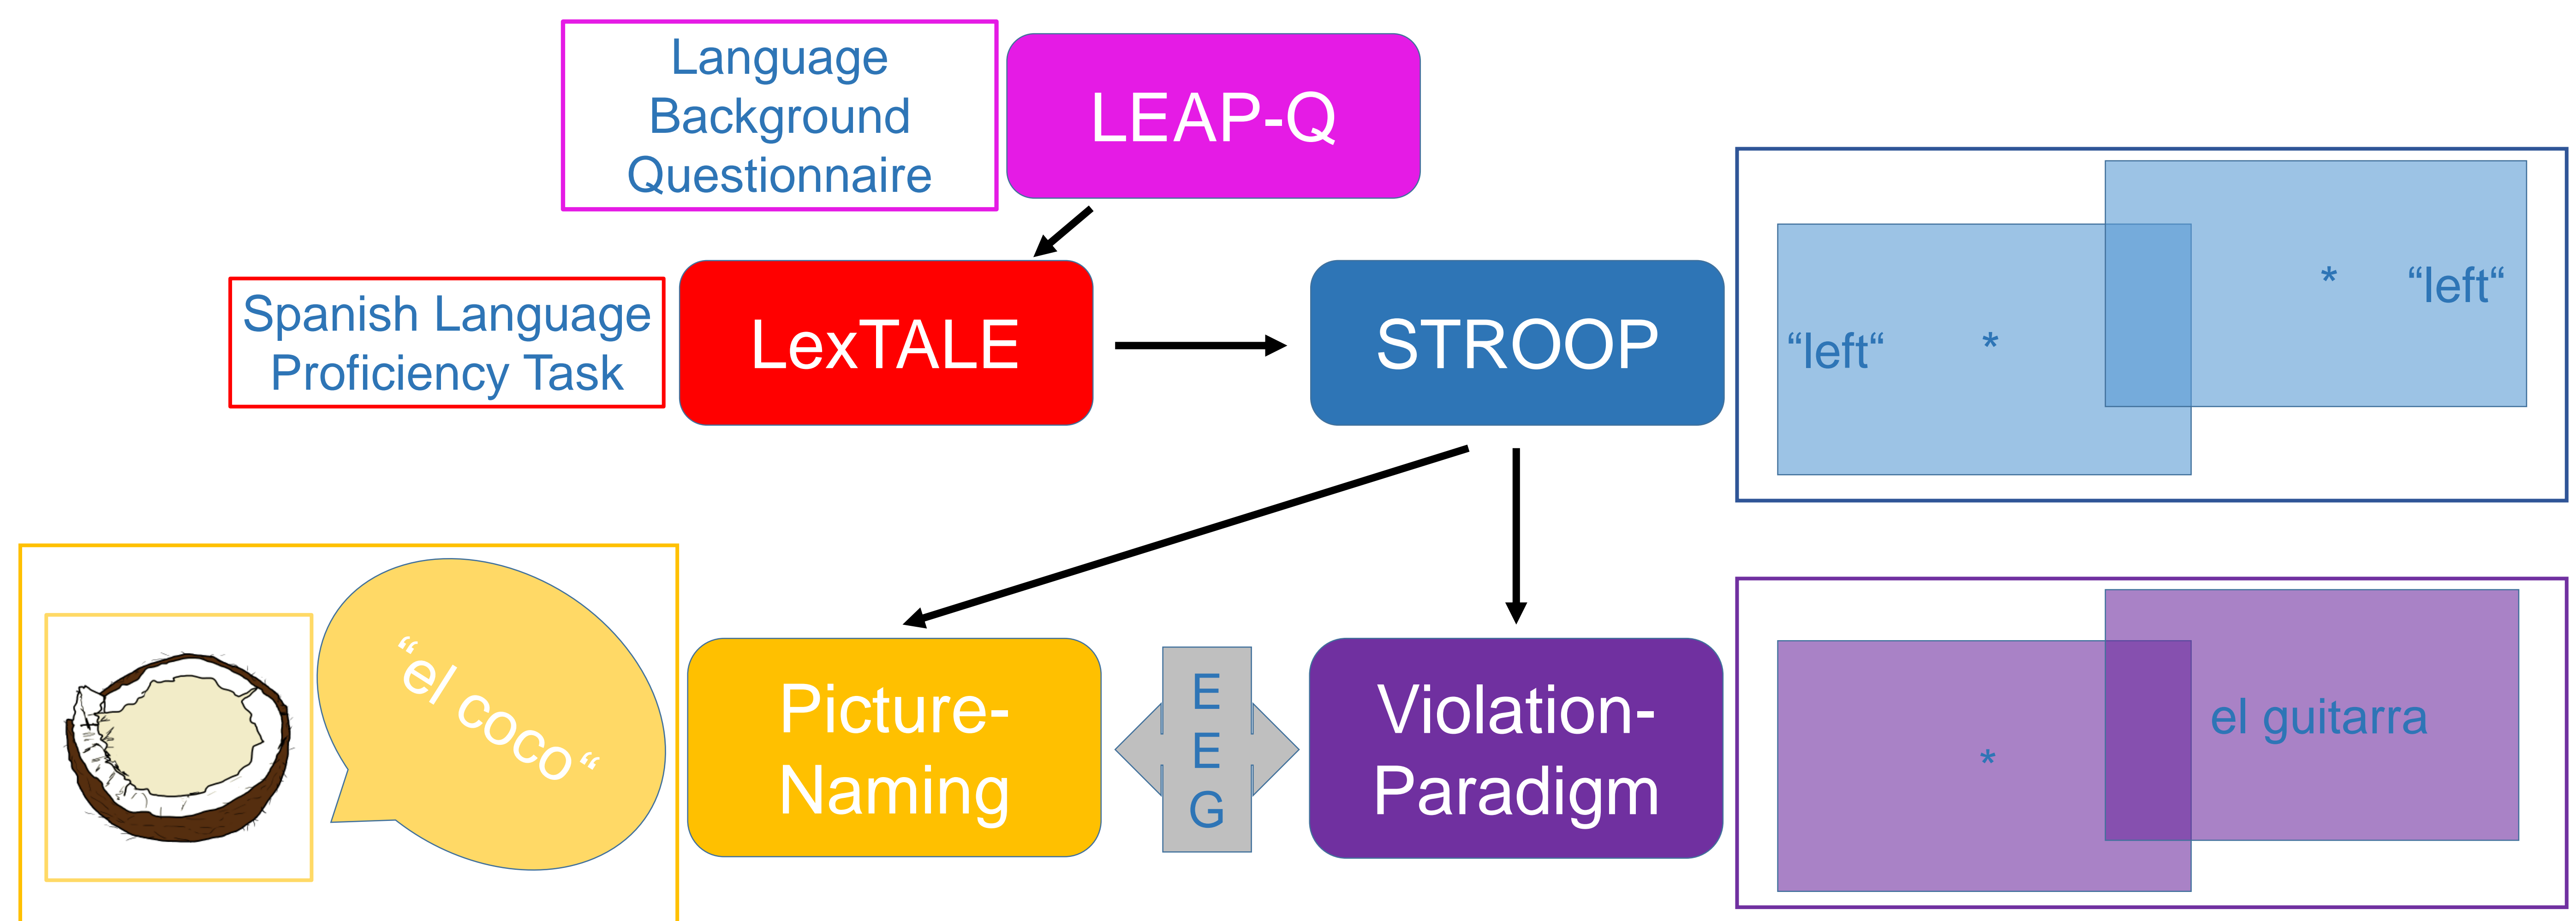 Language
Background
Questionnaire
LEAP-Q
Spanish Language
Proficiency Task
LexTALE
STROOP
“left“ *
* “left“
“el coco“
Picture-
Naming
E
E
G
Violation-
Paradigm
*
el guitarra